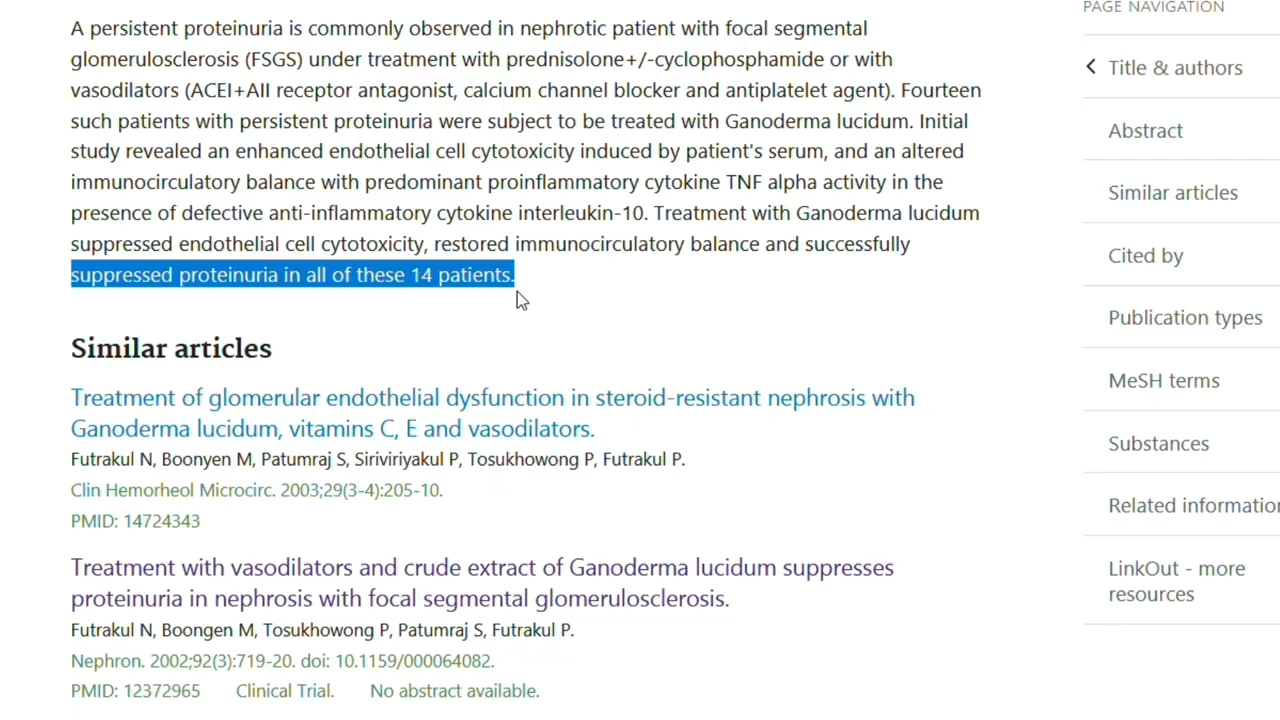 A persistent proteinuria is commonly observed in nephrotic patient with focal segmental
glomerulosclerosis (FSGS) under treatment with prednisolone+/-cyclophosphamide or with
vasodilators (ACEI+AII receptor antagonist, calcium channel blocker and antiplatelet agent). Fourteen
such patients with persistent proteinuria were subject to be treated with Ganoderma lucidum. Initial
study revealed an enhanced endothelial cell cytotoxicity induced by patient's serum, and an altered
immunocirculatory balance with predominant proinflammatory cytokine TNF alpha activity in the
presence of defective anti-inflammatory cytokine interleukin-10. Treatment with Ganoderma lucidum
suppressed endothelial cell cytotoxicity, restored immunocirculatory balance and successfully
suppressed proteinuria in all of these 14 patients.
Similar articles
Treatment of glomerular endothelial dysfunction in steroid-resistant nephrosis with
Ganoderma lucidum, vitamins C, E and vasodilators.
Futrakul N, Boonyen M, Patumraj S, Siriviriyakul P, Tosukhowong P, Futrakul P.
Clin Hemorheol Microcirc. 2003;29(3-4):205-10.
PMID: 14724343
Treatment with vasodilators and crude extract of Ganoderma lucidum suppresses
proteinuria in nephrosis with focal segmental glomerulosclerosis.
Futrakul N, Boongen M, Tosukhowong P, Patumraj S, Futrakul P.
Nephron. 2002;92(3):719-20. doi: 10.1159/000064082.
PMID: 12372965 Clinical Trial. No abstract available.
PAGE NAVIGATION
Title & authors
Abstract
Similar articles
Cited by
Publication types
MeSH terms
Substances
Related information
LinkOut - more
resources